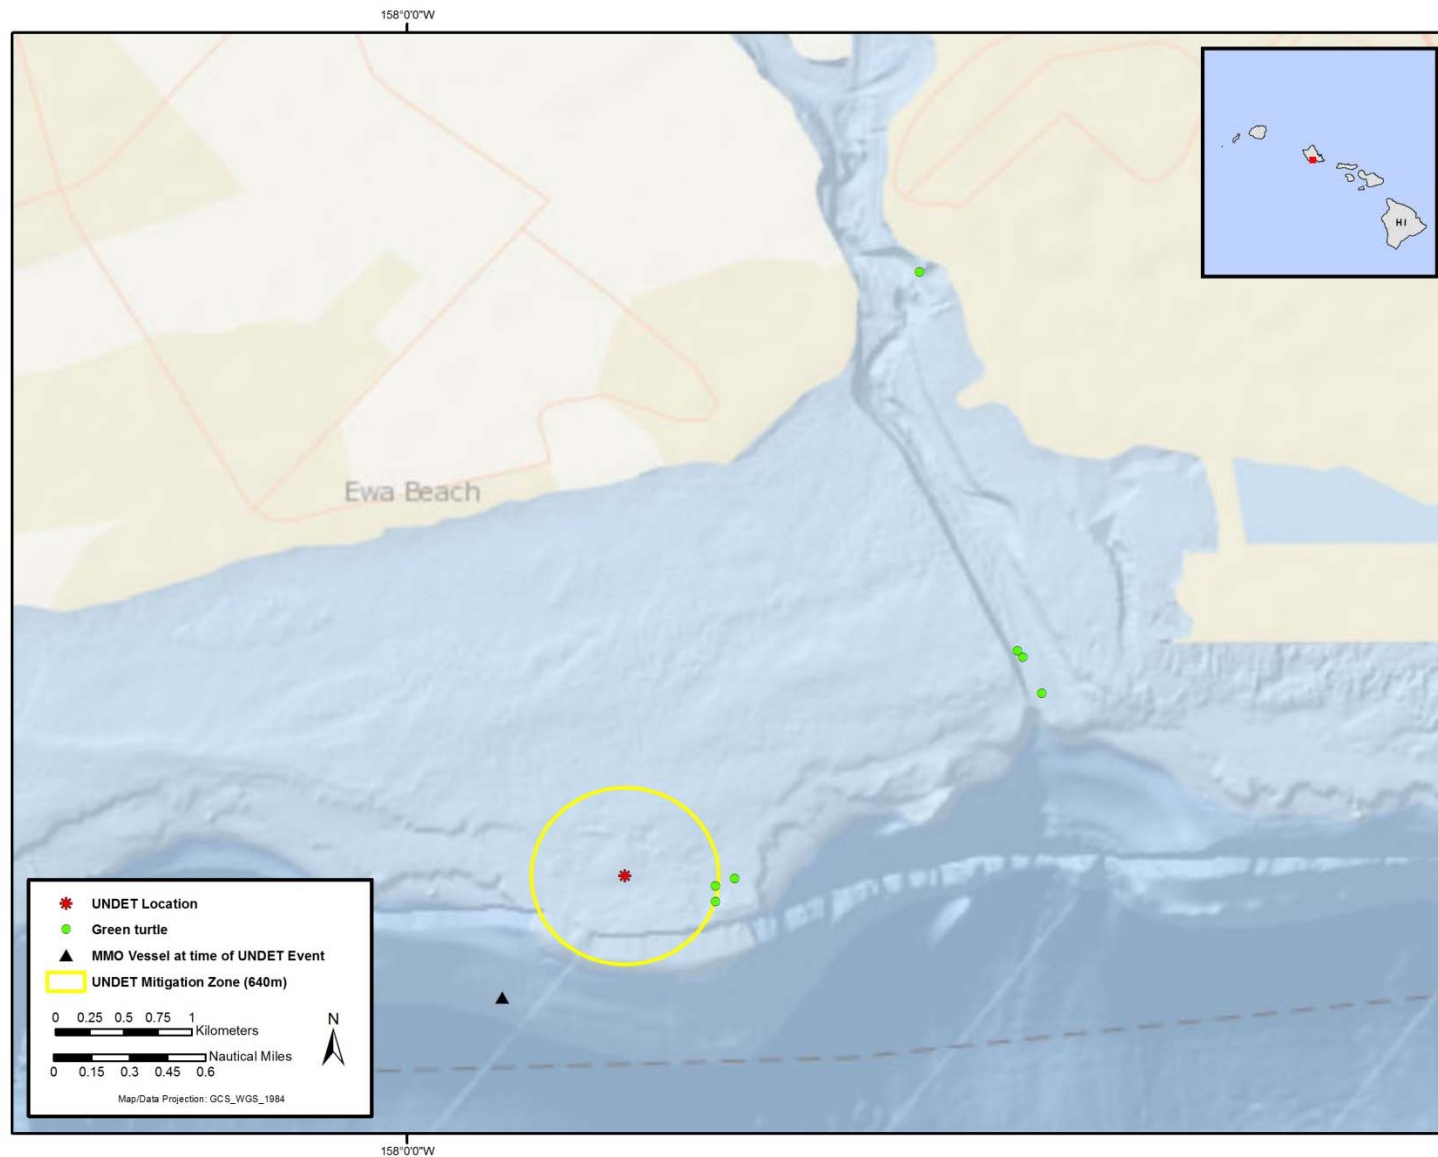 158°0'0"W
HI
Ewa Beach
UNDET Location
Green turtle
MMO Vessel at time of UNDET Event
UNDET Mitigation Zone (640m)
0 0.25 0.5 0.75 1
Kilometers
N
Nautical Miles
0 0.15 0.3 0.45 0.6
Map/Data Projection: GCS_WGS_1984
158°0'0"W